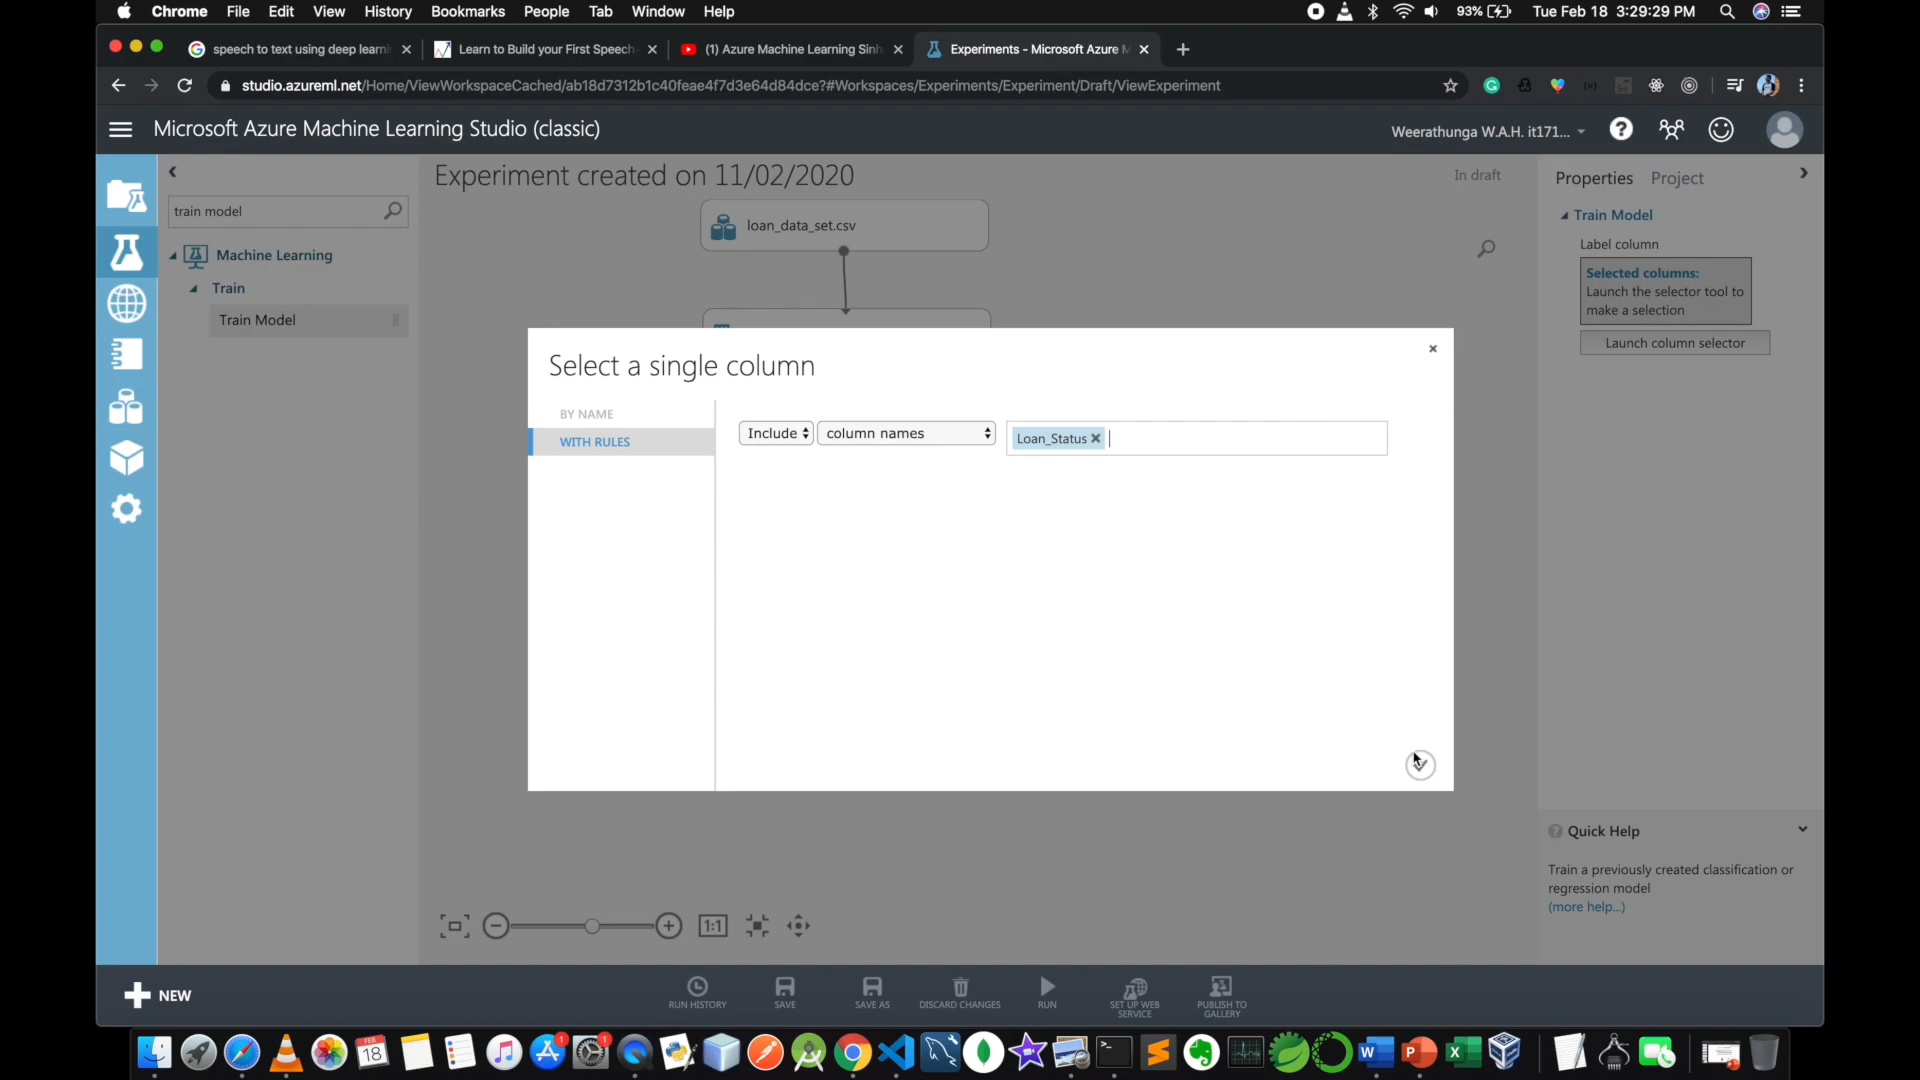 Chrome File Edit View History Bookmarks People Tab Window Help 93% Tue Feb 18 3:29:29 PM
speech to text using deep learni
Learn to Build your First Speech-
(1) Azure Machine Learning Sinh
Experiments - Microsoft Azure M
studio.azureml.net/Home/ViewWorkspaceCached/ab18d7312b1c40feae4f7d3e64d84dce?#Workspaces/Experiments/Experiment/Draft/ViewExperiment
Microsoft Azure Machine Learning Studio (classic)
Weerathunga W.A.H. it171...
train model
Machine Learning
Train
Train Model
Experiment created on 11/02/2020
In draft
loan_data_set.csv
Properties Project
Train Model
Label column
Selected columns:
Launch the selector tool to
make a selection
Launch column selector
Select a single column
BY NAME
WITH RULES
Include column names Loan_Status
1:1
Quick Help
Train a previously created classification or
regression model
(more help...)
NEW
RUN HISTORY
SAVE
SAVE AS
DISCARD CHANGES
RUN
SET UP WEB
SERVICE
PUBLISH TO
GALLERY
FEB
18
1
1